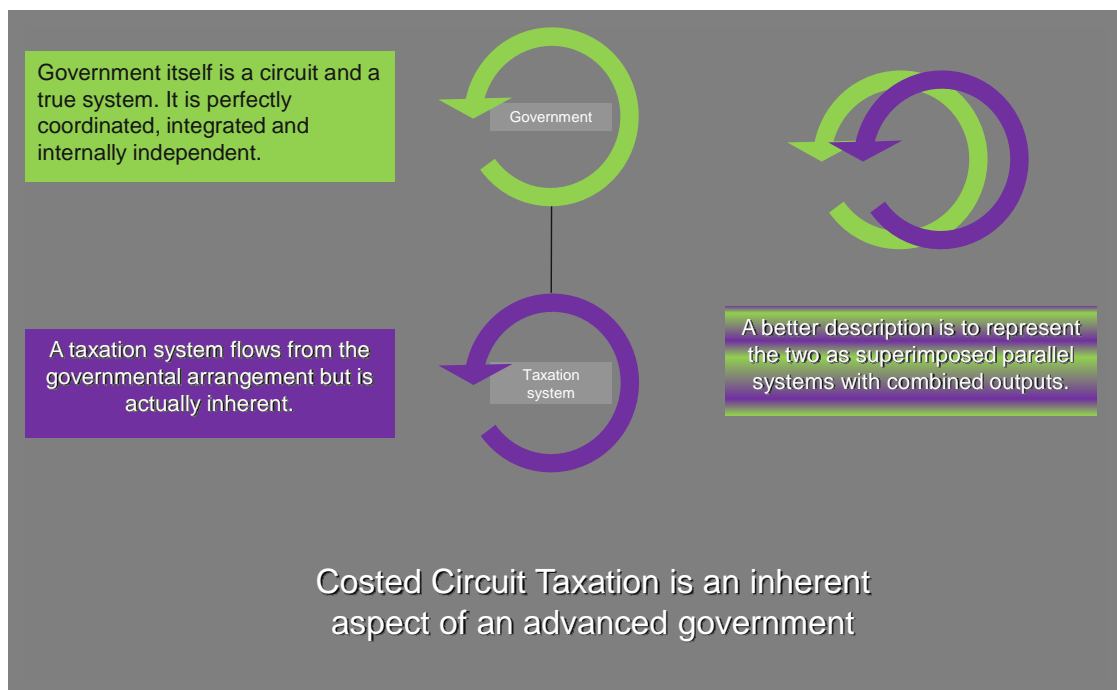 Government itself is a circuit and a
true system. It is perfectly
coordinated, integrated and
internally independent.
Government
A taxation system flows from the
governmental arrangement but is
actually inherent.
Taxation
system
A better description is to represent
the two as superimposed parallel
systems with combined outputs.
Costed Circuit Taxation is an inherent
aspect of an advanced government